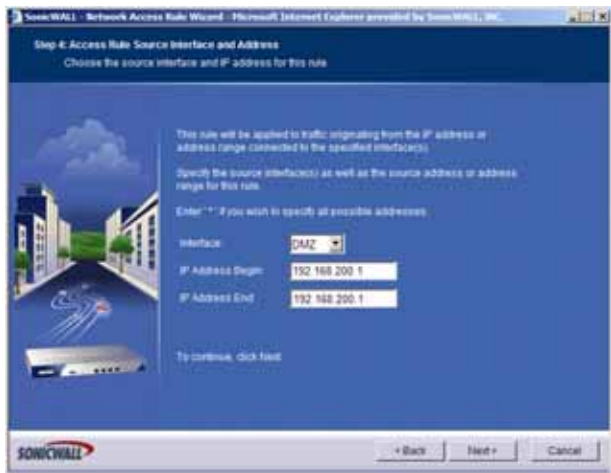 SonicWALL - Network Access Rule Wizard - Microsoft Internet Explorer provided by SonicWALL, INC.
Step 4: Access Rule Source Interface and Address
Choose the source interface and IP address for this rule
This rule will be applied to traffic originating from the IP address or
address range connected to the specified interface(s).
Specify the source interface(s) as well as the source address or address
range for this rule.
Enter '*' if you wish to specify all possible addresses.
Interface
DMZ
IP Address Begin
192.168.200.1
IP Address End
192.168.200.1
To continue, click Next
SONICWALL
< Back
Next >
Cancel